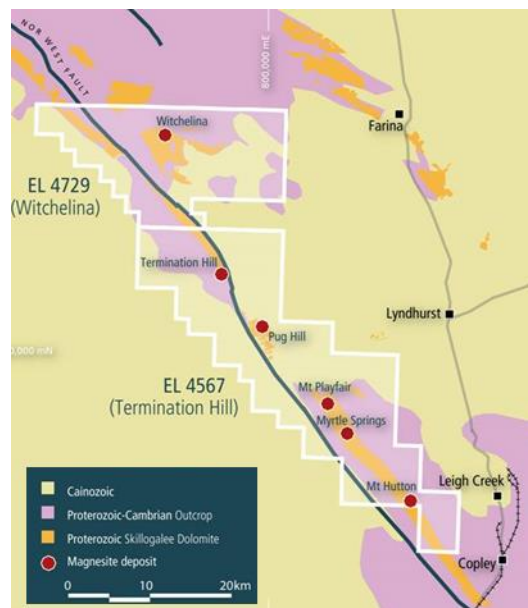 NOR WEST FAULT
800,000 mE
Witchelina
Farina
EL 4729
(Witchelina)
Termination Hill
Lyndhurst
Pug Hill
0,000 mN
EL 4567
(Termination Hill)
Mt Playfair
Myrtle Springs
Mt Hutton
Leigh Creek
Copley
Cainozoic
Proterozoic-Cambrian Outcrop
Proterozoic Skillogalee Dolomite
Magnesite deposit
0 10 20km